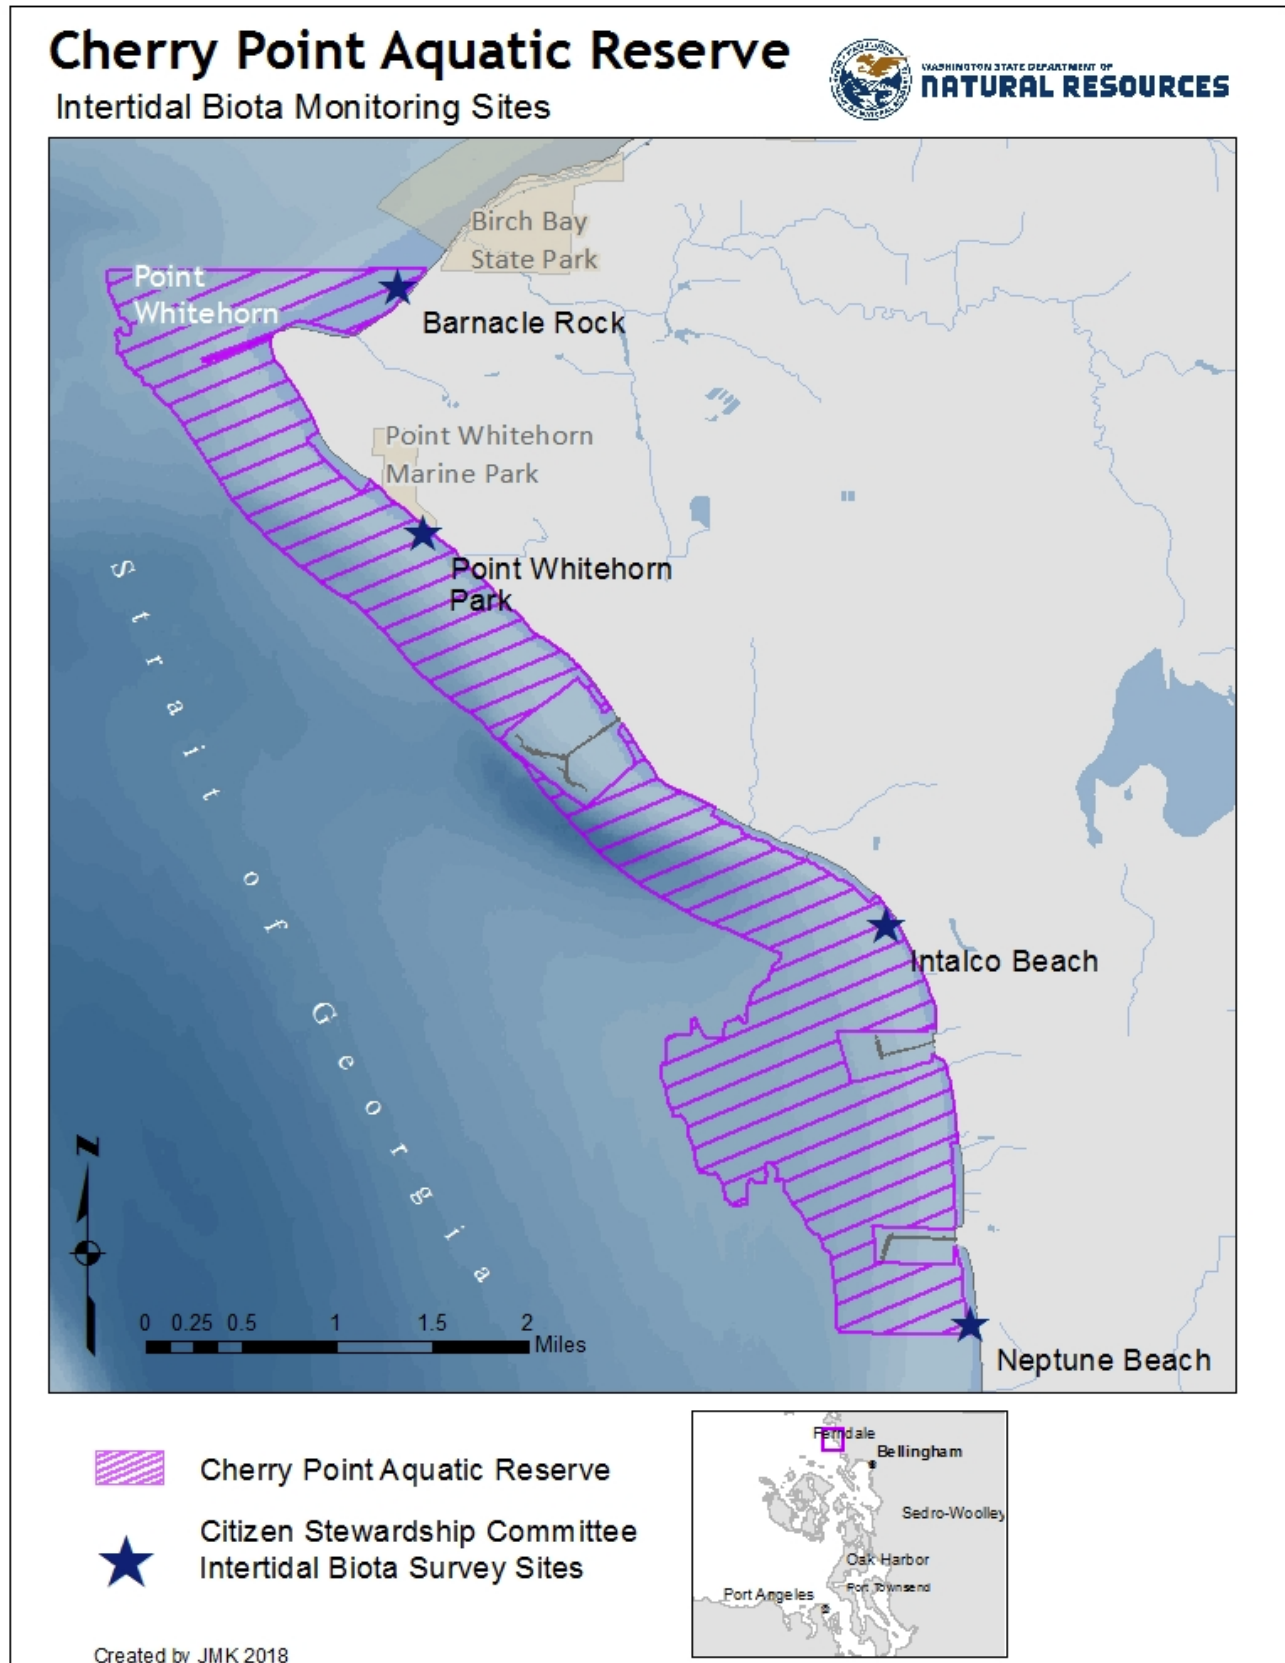 Cherry Point Aquatic Reserve
Intertidal Biota Monitoring Sites
WASHINGTON STATE DEPARTMENT OF
NATURAL RESOURCES
Birch Bay
State Park
Point
Whitehorn
Barnacle Rock
Point Whitehorn
Marine Park
Point Whitehorn
Park
Strait of Georgia
Intalco Beach
N
0 0.25 0.5 1 1.5 2
Miles
Neptune Beach
Cherry Point Aquatic Reserve
Citizen Stewardship Committee
Intertidal Biota Survey Sites
Ferndale
Bellingham
Sedro-Woolley
Oak Harbor
Port Townsend
Port Angeles
Created by JMK 2018